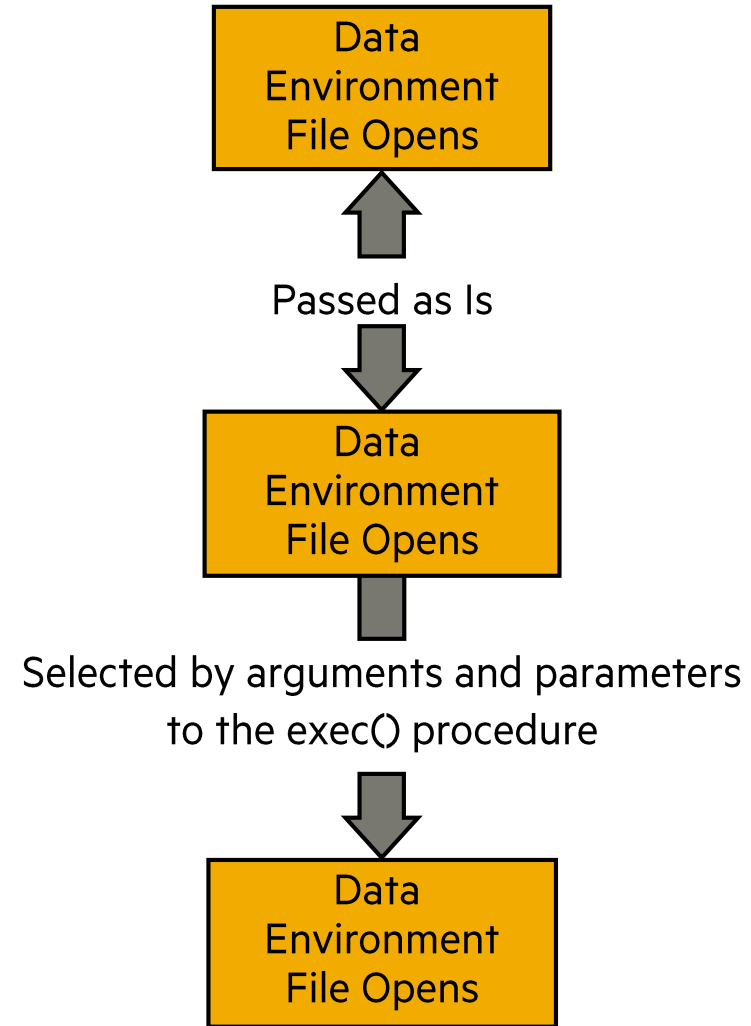 Data
Environment
File Opens
Passed as Is
Data
Environment
File Opens
Selected by arguments and parameters
to the exec() procedure
Data
Environment
File Opens